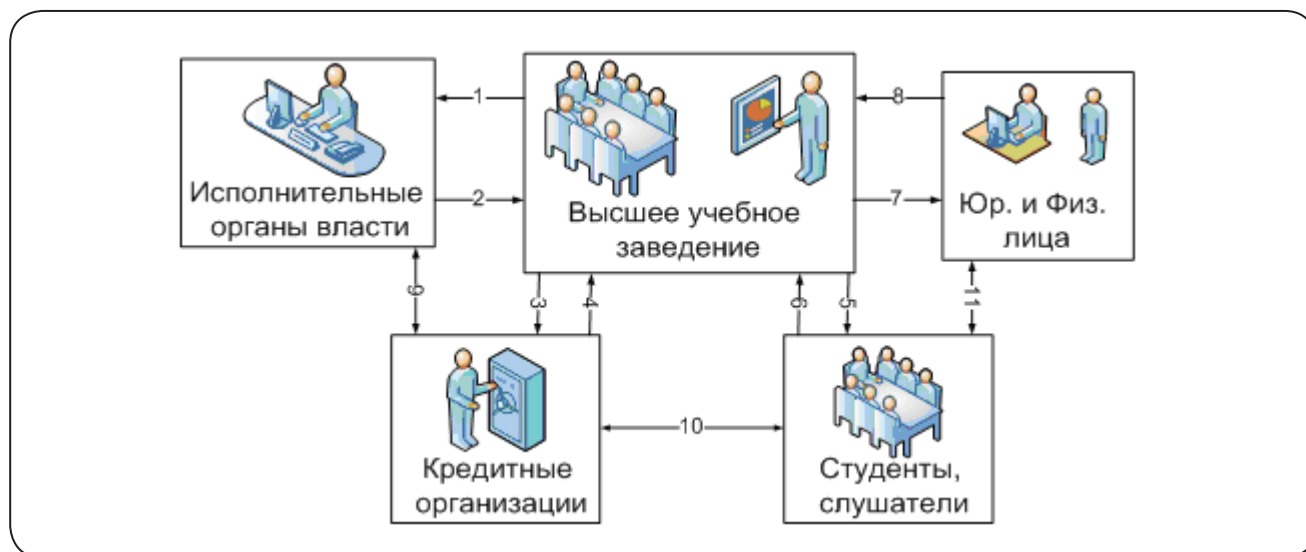 1
8
Исполнительные
органы власти
2
Высшее учебное
заведение
7
Юр. и Физ.
лица
9
3
4
6
5
11
Кредитные
организации
10
Студенты,
слушатели